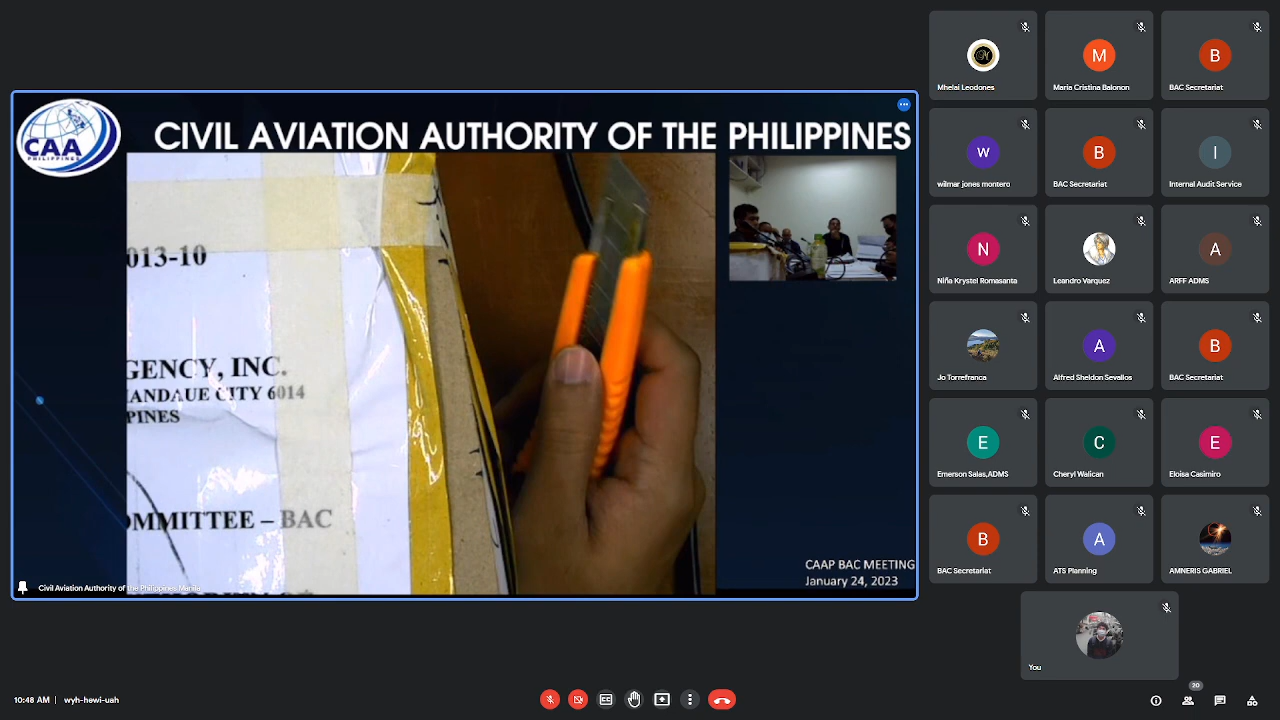 CAA
PHILIPPINES
CIVIL AVIATION AUTHORITY OF THE PHILIPPINES
013-10
GENCY, INC.
ANDAUE CITY 6014
PINES
OMMITTEE – BAC
CAAP BAC MEETING
January 24, 2023
Civil Aviation Authority of the Philippines Manila
Mhelai Leodones
M
Marie Cristina Balonon
B
BAC Secretariat
w
wilmar jones montero
B
BAC Secretariat
I
Internal Audit Service
N
Niña Krystel Romasanta
Leandro Varquez
A
ARFF ADMS
Jo Torrefranca
A
Alfred Sheldon Sevallos
B
BAC Secretariat
E
Emerson Salas,ADMS
C
Cheryl Walican
E
Eloisa Casimiro
B
BAC Secretariat
A
ATS Planning
AMNERIS GABRIEL
You
10:48 AM | wyh-hewi-uah
20